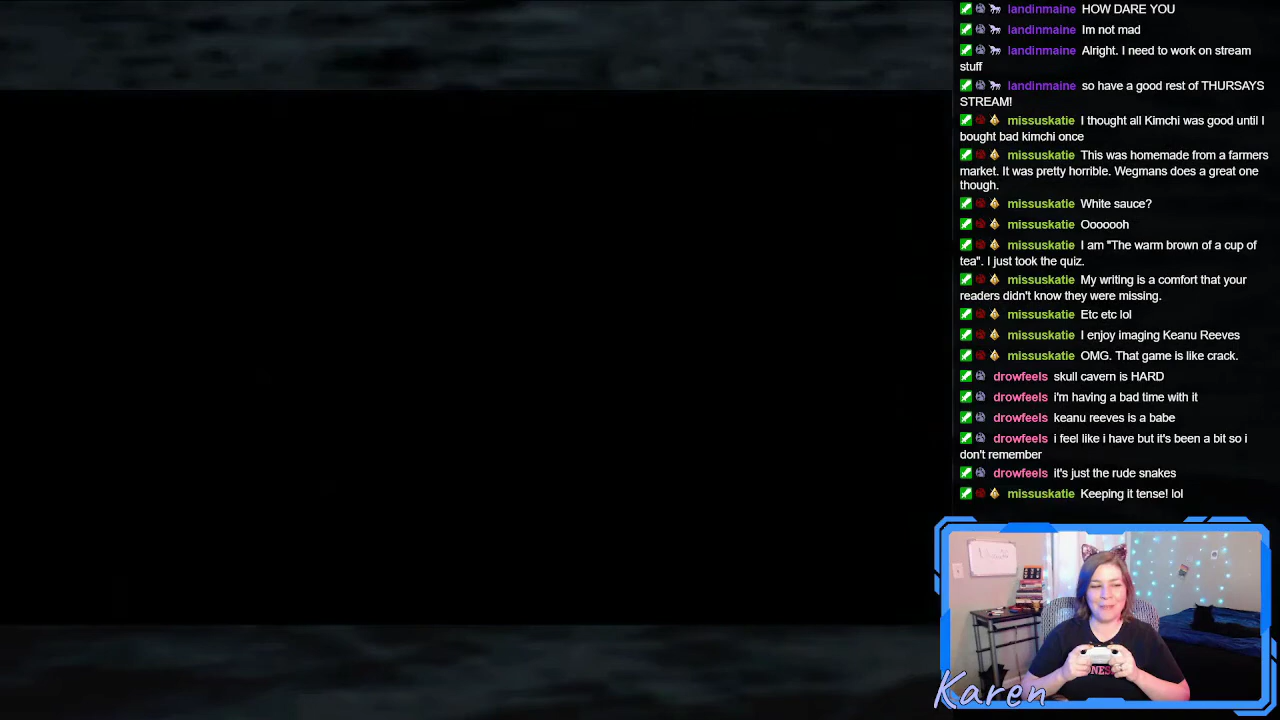 landinmaine HOW DARE YOU
landinmaine Im not mad
landinmaine Alright. I need to work on stream
stuff
landinmaine so have a good rest of THURSAYS
STREAM!
missuskatie I thought all Kimchi was good until I
bought bad kimchi once
missuskatie This was homemade from a farmers
market. It was pretty horrible. Wegmans does a great one
though.
missuskatie White sauce?
missuskatie Ooooooh
missuskatie I am "The warm brown of a cup of
tea". I just took the quiz.
missuskatie My writing is a comfort that your
readers didn't know they were missing.
missuskatie Etc etc lol
missuskatie I enjoy imaging Keanu Reeves
missuskatie OMG. That game is like crack.
drowfeels skull cavern is HARD
drowfeels i'm having a bad time with it
drowfeels keanu reeves is a babe
drowfeels i feel like i have but it's been a bit so i
don't remember
drowfeels it's just the rude snakes
missuskatie Keeping it tense! lol
Karen